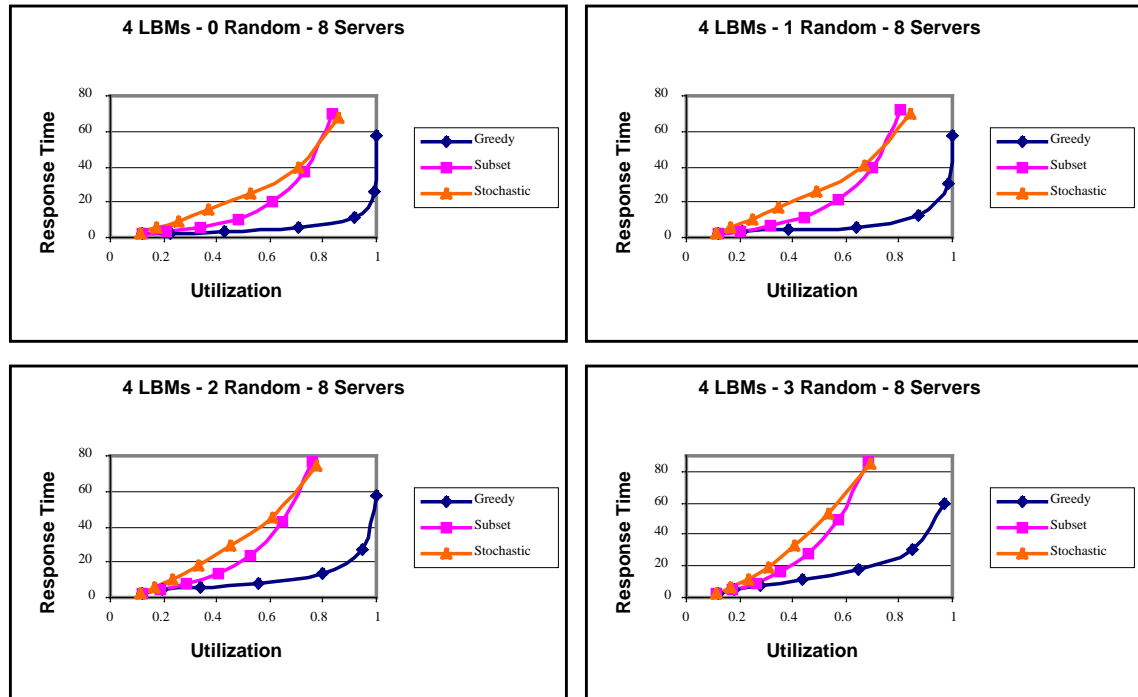 4 LBMs - 0 Random - 8 Servers
80
60
40
20
0
0 0.2 0.4 0.6 0.8 1
Response Time
Utilization
Greedy
Subset
Stochastic
4 LBMs - 1 Random - 8 Servers
80
60
40
20
0
0 0.2 0.4 0.6 0.8 1
Response Time
Utilization
Greedy
Subset
Stochastic
4 LBMs - 2 Random - 8 Servers
80
60
40
20
0
0 0.2 0.4 0.6 0.8 1
Response Time
Utilization
Greedy
Subset
Stochastic
4 LBMs - 3 Random - 8 Servers
80
60
40
20
0
0 0.2 0.4 0.6 0.8 1
Response Time
Utilization
Greedy
Subset
Stochastic